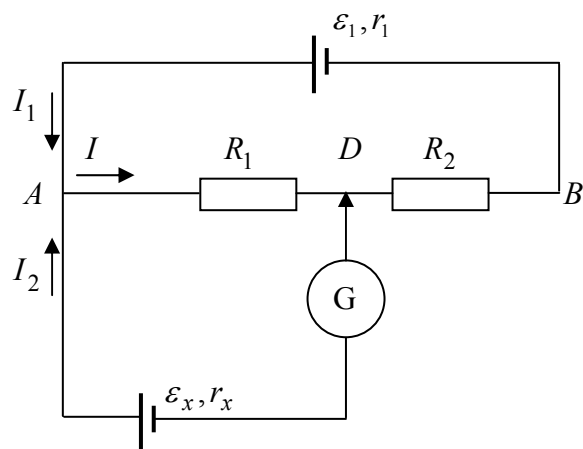 ε₁, r₁
I₁
I R₁ D R₂
A B
I₂
G
εₓ, rₓ